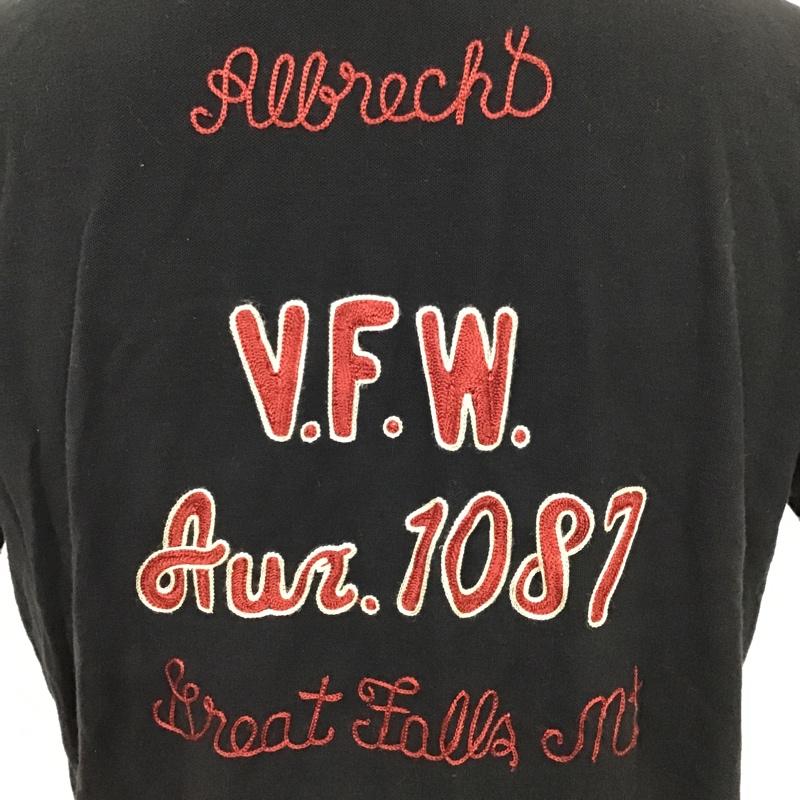 Albrecht's
V.F.W.
Aux. 1087
Great Falls Mt